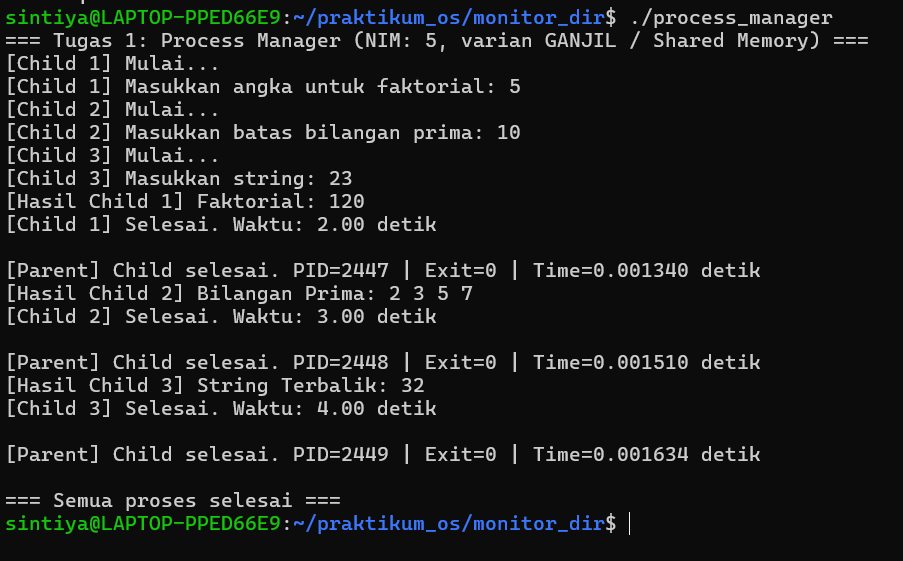 sintiya@LAPTOP-PPED66E9:~/praktikum_os/monitor_dir$ ./process_manager
=== Tugas 1: Process Manager (NIM: 5, varian GANJIL / Shared Memory) ===
[Child 1] Mulai...
[Child 1] Masukkan angka untuk faktorial: 5
[Child 2] Mulai...
[Child 2] Masukkan batas bilangan prima: 10
[Child 3] Mulai...
[Child 3] Masukkan string: 23
[Hasil Child 1] Faktorial: 120
[Child 1] Selesai. Waktu: 2.00 detik

[Parent] Child selesai. PID=2447 | Exit=0 | Time=0.001340 detik
[Hasil Child 2] Bilangan Prima: 2 3 5 7
[Child 2] Selesai. Waktu: 3.00 detik

[Parent] Child selesai. PID=2448 | Exit=0 | Time=0.001510 detik
[Hasil Child 3] String Terbalik: 32
[Child 3] Selesai. Waktu: 4.00 detik

[Parent] Child selesai. PID=2449 | Exit=0 | Time=0.001634 detik

=== Semua proses selesai ===
sintiya@LAPTOP-PPED66E9:~/praktikum_os/monitor_dir$